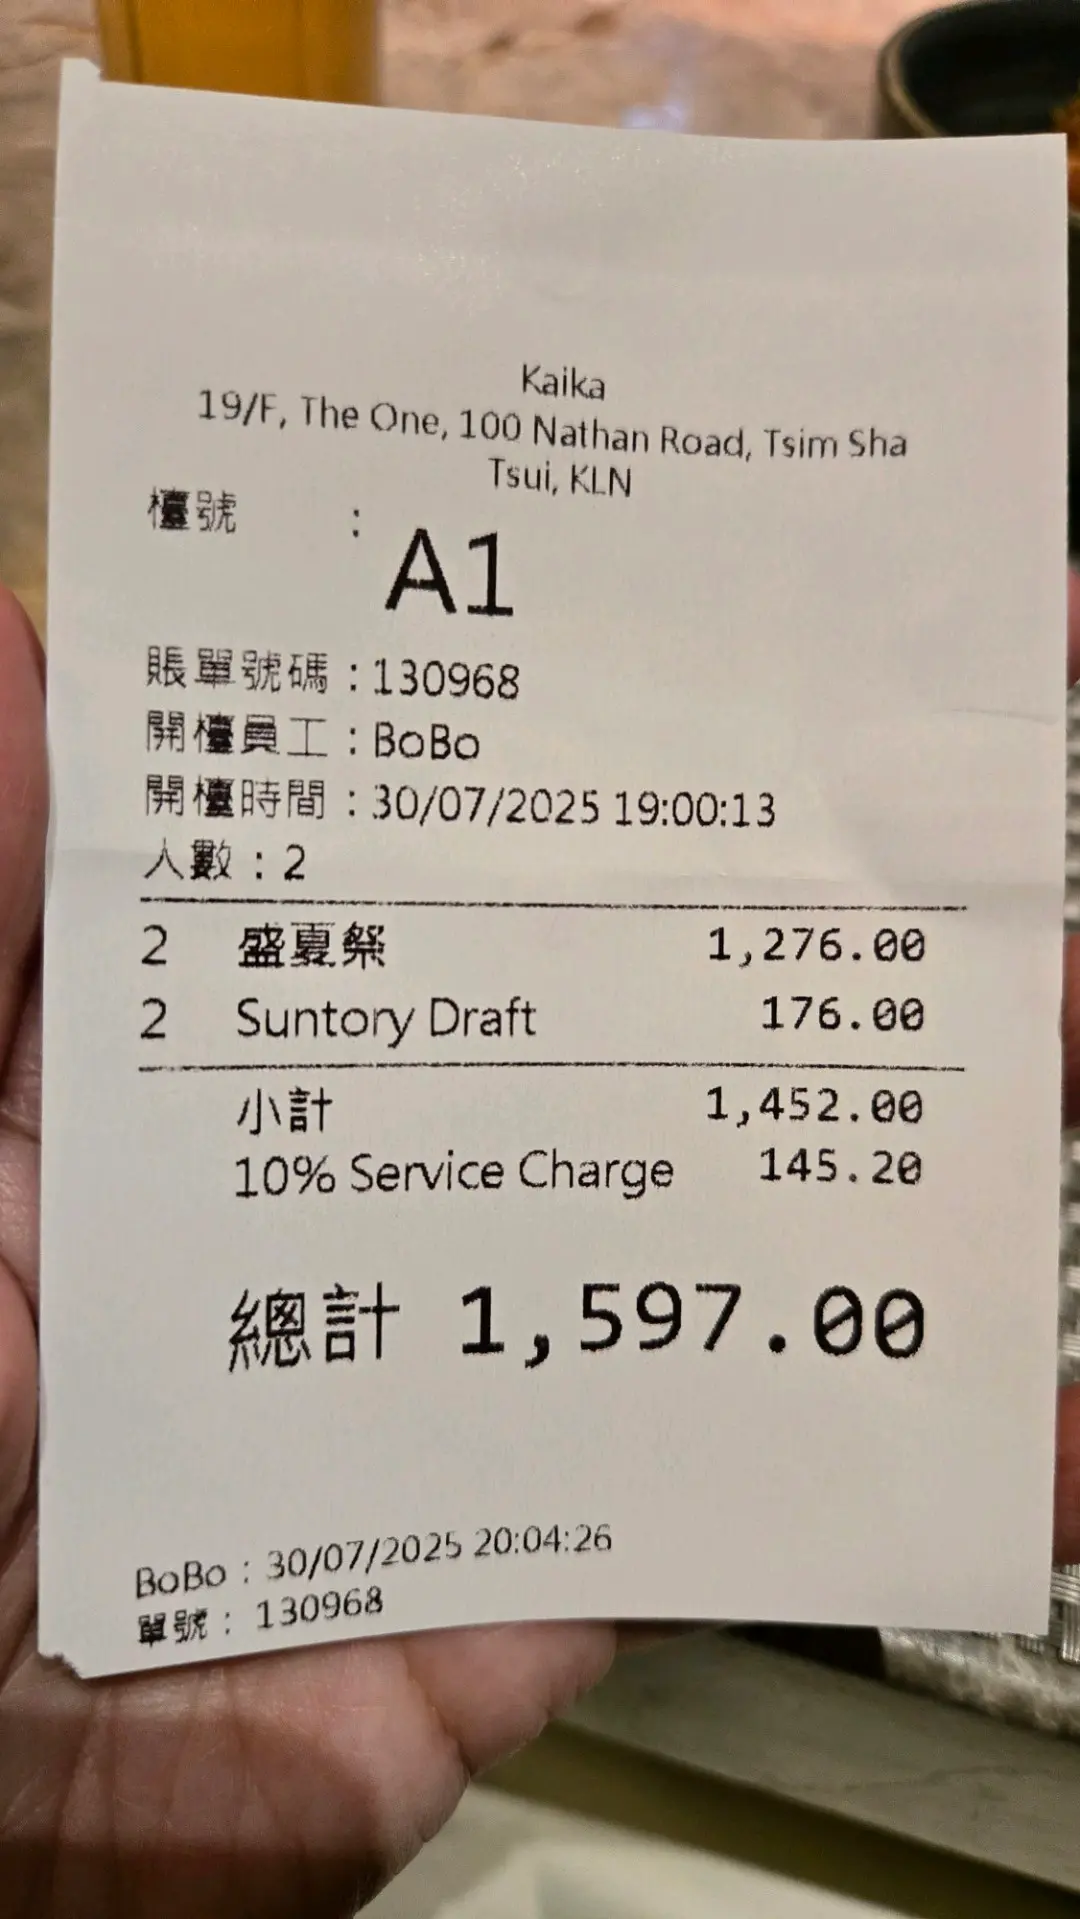 Kaika
19/F, The One, 100 Nathan Road, Tsim Sha
Tsui, KLN
檯號 : A1
賬單號碼 : 130968
開檯員工 : BoBo
開檯時間 : 30/07/2025 19:00:13
人數 : 2
2 盛夏祭 1,276.00
2 Suntory Draft 176.00
小計 1,452.00
10% Service Charge 145.20
總計 1,597.00
BoBo : 30/07/2025 20:04:26
單號 : 130968